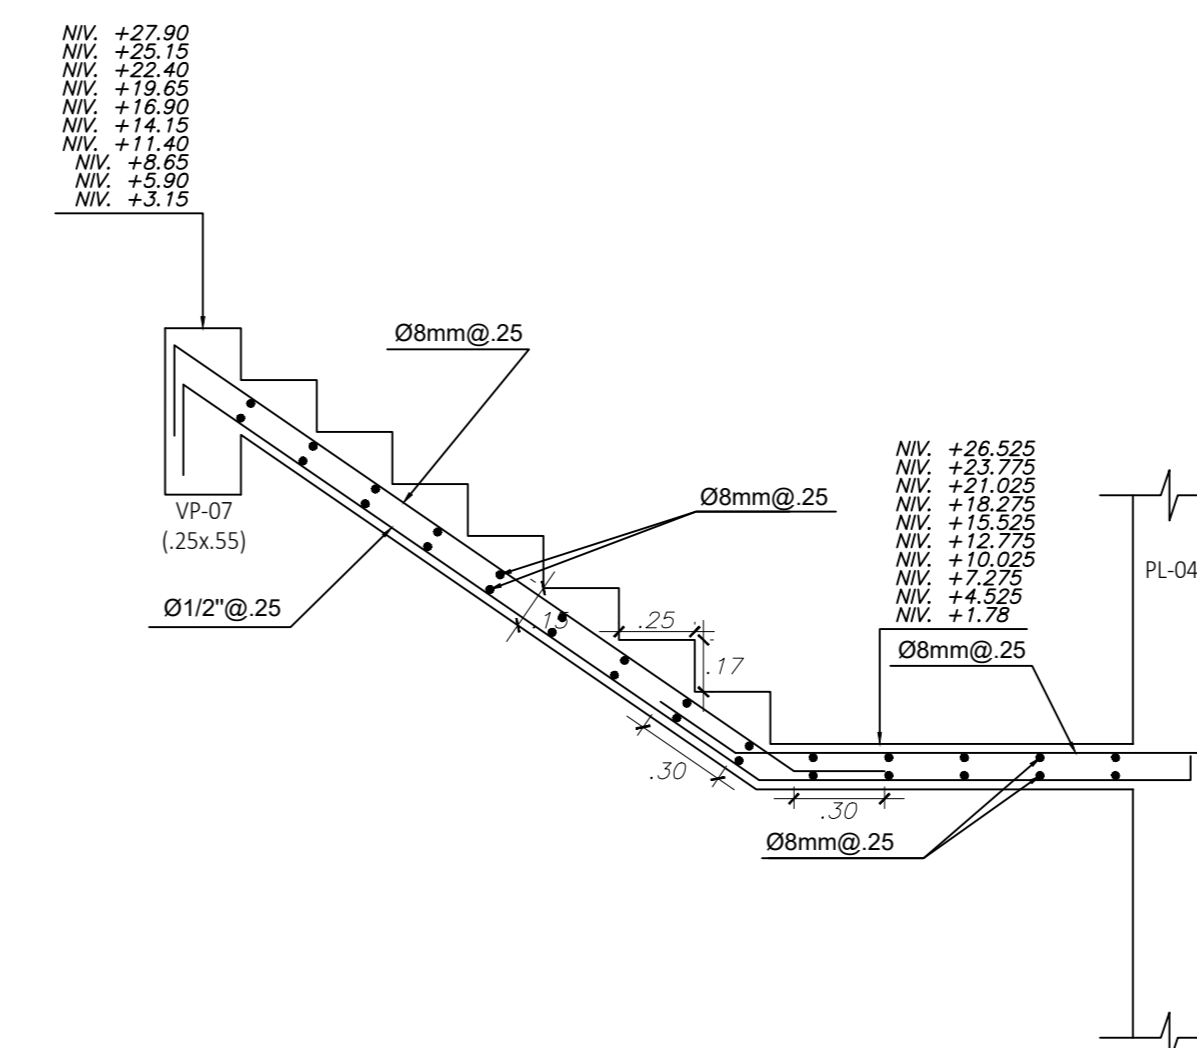 NIV. +27.90
NIV. +25.15
NIV. +22.40
NIV. +19.65
NIV. +16.90
NIV. +14.15
NIV. +11.40
NIV. +8.65
NIV. +5.90
NIV. +3.15
Ø8mm@.25
VP-07
(.25x.55)
Ø8mm@.25
Ø1/2"@.25
.15
.25
.17
.30
NIV. +26.525
NIV. +23.775
NIV. +21.025
NIV. +18.275
NIV. +15.525
NIV. +12.775
NIV. +10.025
NIV. +7.275
NIV. +4.525
NIV. +1.78
Ø8mm@.25
PL-04
.30
Ø8mm@.25